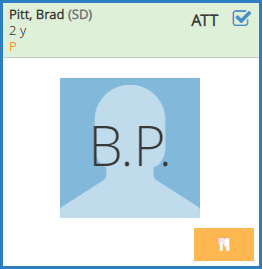 Pitt, Brad (SD) ATT
2 y
P
B.P.